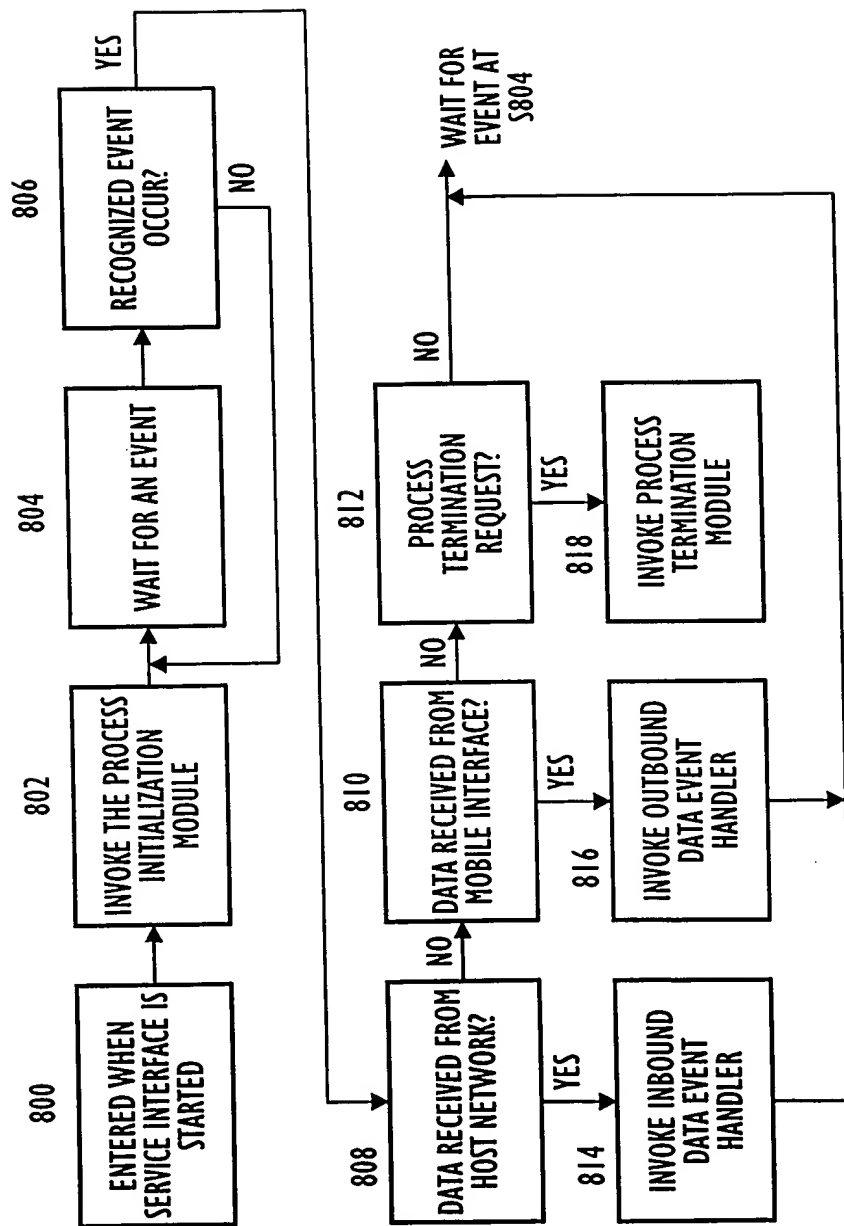 800
ENTERED WHEN
SERVICE INTERFACE IS
STARTED
802
INVOKE THE PROCESS
INITIALIZATION
MODULE
804
WAIT FOR AN EVENT
806
RECOGNIZED EVENT
OCCUR?
YES
NO
808
DATA RECEIVED FROM
HOST NETWORK?
NO
YES
810
DATA RECEIVED FROM
MOBILE INTERFACE?
NO
YES
812
PROCESS
TERMINATION
REQUEST?
NO
YES
WAIT FOR
EVENT AT
S804
814
INVOKE INBOUND
DATA EVENT
HANDLER
816
INVOKE OUTBOUND
DATA EVENT
HANDLER
818
INVOKE PROCESS
TERMINATION
MODULE